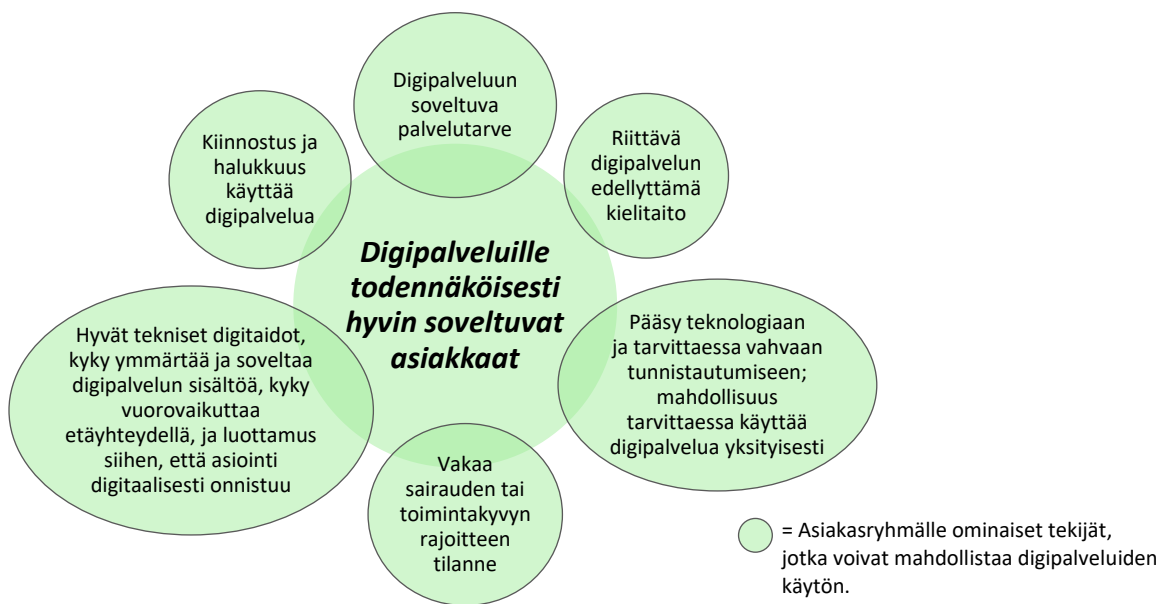 Digipalveluun
soveltuva
palvelutarve
Kiinnostus ja
halukkuus
käyttää
digipalvelua
Riittävä
digipalvelun
edellyttämä
kielitaito
Digipalveluille
todennäköisesti
hyvin soveltuvat
asiakkaat
Hyvät tekniset digitaidot,
kyky ymmärtää ja soveltaa
digipalvelun sisältöä, kyky
vuorovaikuttaa
etäyhteydellä, ja luottamus
siihen, että asiointi
digitaalisesti onnistuu
Pääsy teknologiaan
ja tarvittaessa vahvaan
tunnistautumiseen;
mahdollisuus
tarvittaessa käyttää
digipalvelua yksityisesti
Vakaa
sairauden tai
toimintakyvyn
rajoitteen
tilanne
= Asiakasryhmälle ominaiset tekijät,
jotka voivat mahdollistaa digipalveluiden
käytön.